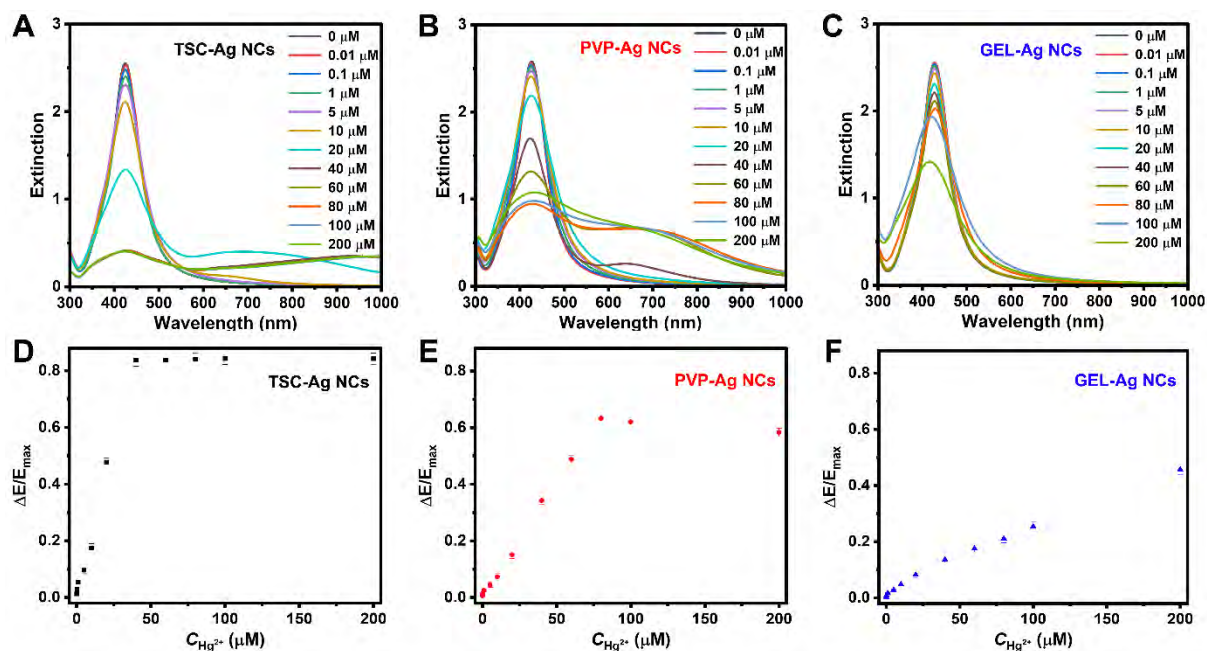 A
TSC-Ag NCs
0 μM
0.01 μM
0.1 μM
1 μM
5 μM
10 μM
20 μM
40 μM
60 μM
80 μM
100 μM
200 μM
Extinction
3
2
1
0
300 400 500 600 700 800 900 1000
Wavelength (nm)
B
PVP-Ag NCs
0 μM
0.01 μM
0.1 μM
1 μM
5 μM
10 μM
20 μM
40 μM
60 μM
80 μM
100 μM
200 μM
Extinction
3
2
1
0
300 400 500 600 700 800 900 1000
Wavelength (nm)
C
GEL-Ag NCs
0 μM
0.01 μM
0.1 μM
1 μM
5 μM
10 μM
20 μM
40 μM
60 μM
80 μM
100 μM
200 μM
Extinction
3
2
1
0
300 400 500 600 700 800 900 1000
Wavelength (nm)
D
TSC-Ag NCs
ΔE/Emax
0.8
0.6
0.4
0.2
0.0
0 50 100 150 200
CHg²⁺ (μM)
E
PVP-Ag NCs
ΔE/Emax
0.8
0.6
0.4
0.2
0.0
0 50 100 150 200
CHg²⁺ (μM)
F
GEL-Ag NCs
ΔE/Emax
0.8
0.6
0.4
0.2
0.0
0 50 100 150 200
CHg²⁺ (μM)